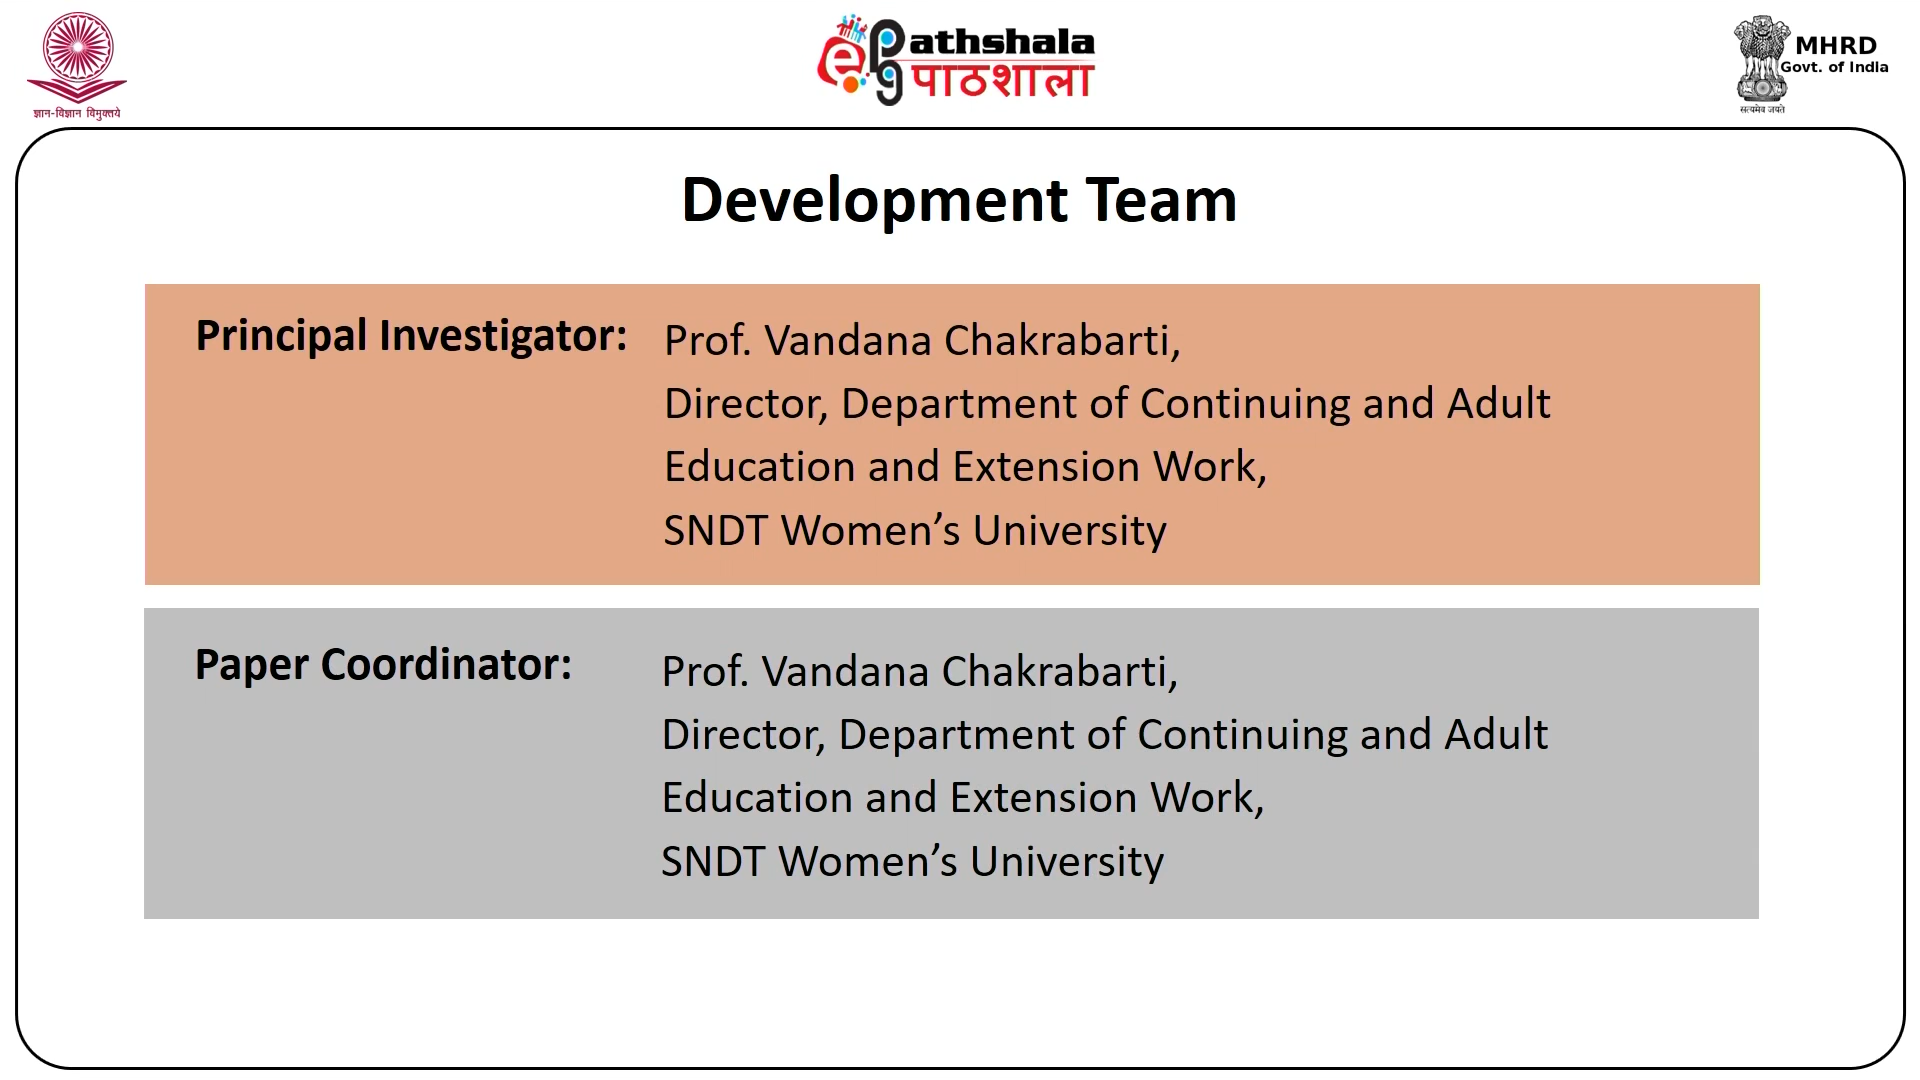 ज्ञान-विज्ञान विमुक्तये
e pg Pathshala
पाठशाला
MHRD
Govt. of India
सत्यमेव जयते
Development Team
Principal Investigator: Prof. Vandana Chakrabarti,
Director, Department of Continuing and Adult
Education and Extension Work,
SNDT Women’s University
Paper Coordinator: Prof. Vandana Chakrabarti,
Director, Department of Continuing and Adult
Education and Extension Work,
SNDT Women’s University